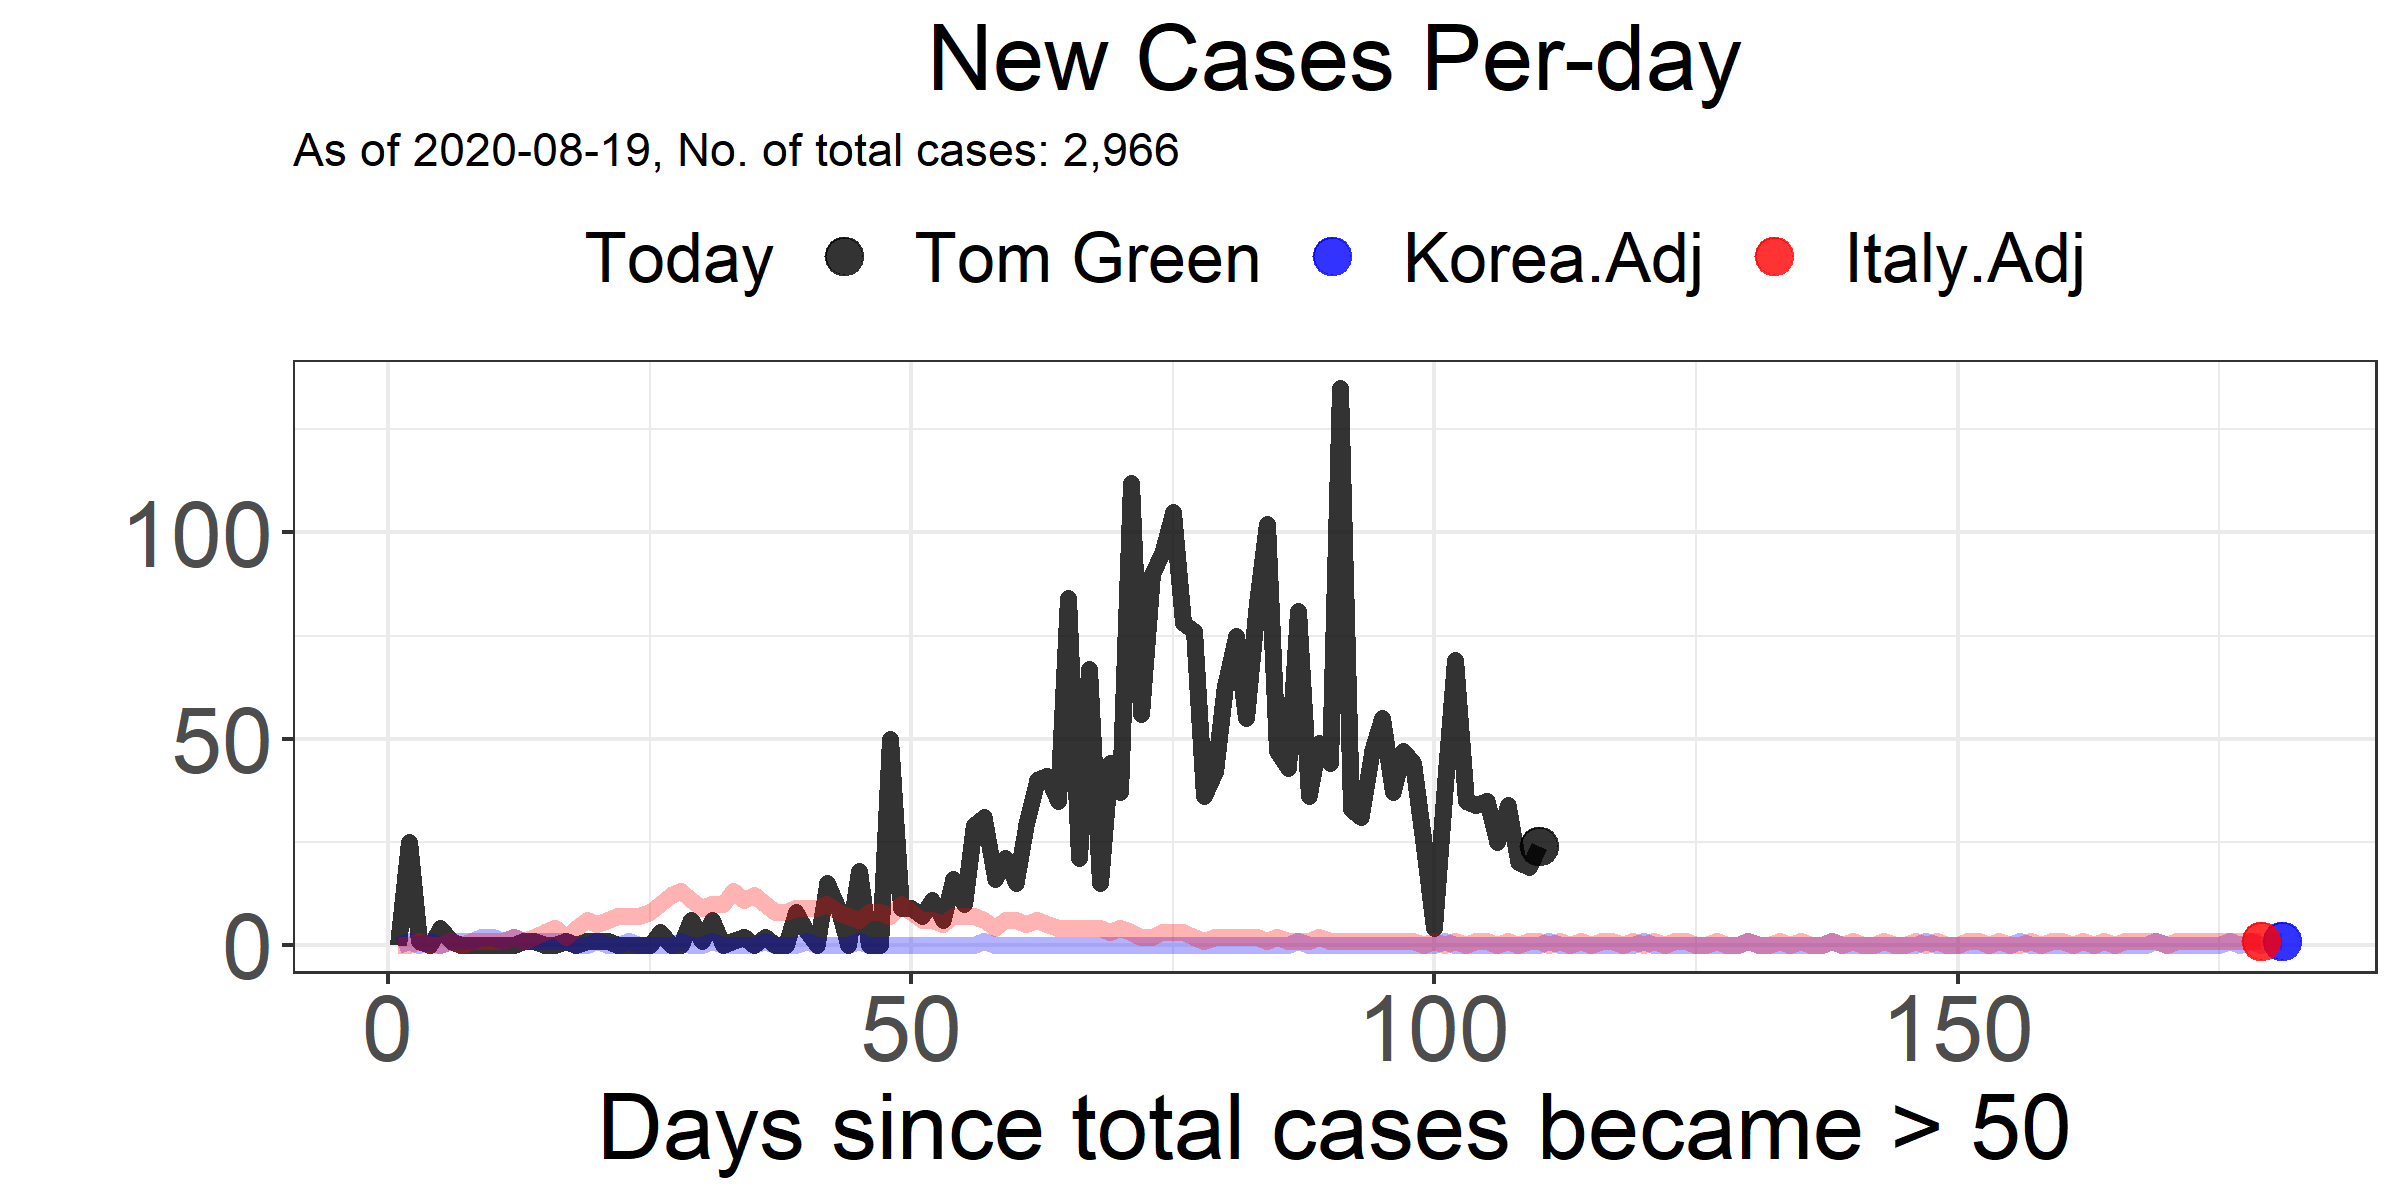 New Cases Per-day
As of 2020-08-19, No. of total cases: 2,966
Today Tom Green Korea.Adj Italy.Adj
100
50
0
0 50 100 150
Days since total cases became > 50